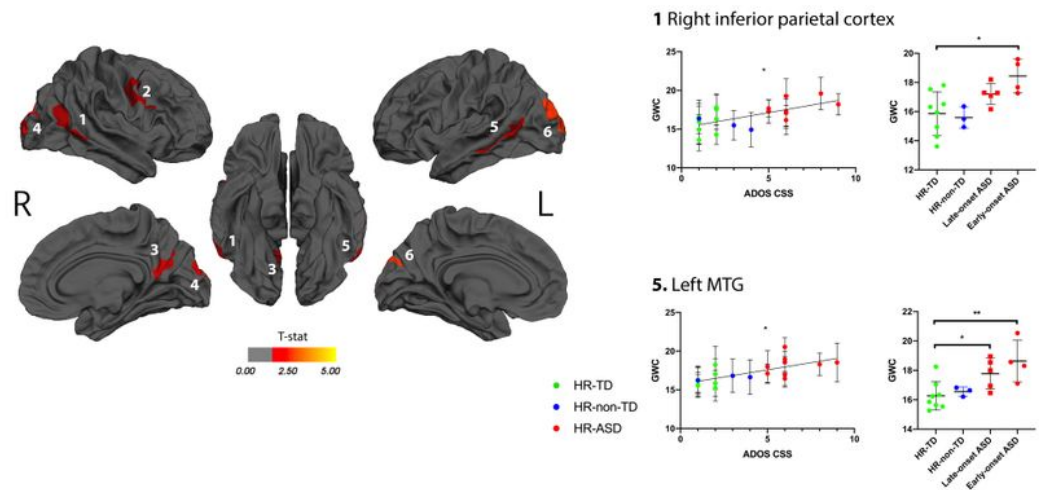 1 Right inferior parietal cortex
2
4
1
5
6
R
L
1
3
5
3
4
6
T-stat
0.00 2.50 5.00
GWC
25
20
15
10
0 5 10
ADOS CSS
*
GWC
20
18
16
14
12
*
HR-TD
HR-non-TD
Late-onset ASD
Early-onset ASD
5. Left MTG
HR-TD
HR-non-TD
HR-ASD
GWC
25
20
15
10
0 5 10
ADOS CSS
*
GWC
22
20
18
16
14
*
**
HR-TD
HR-non-TD
Late-onset ASD
Early-onset ASD